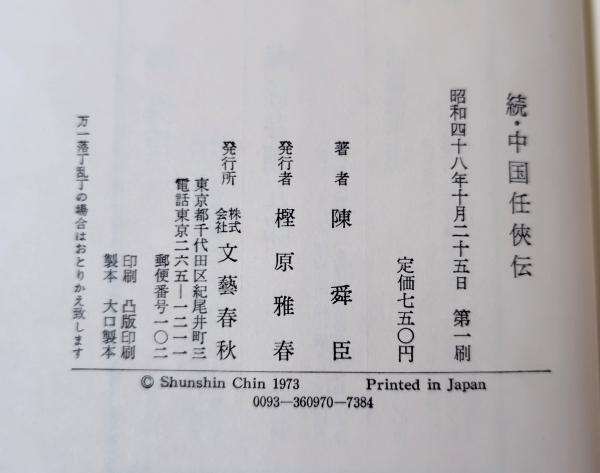 続・中国任俠伝
昭和四十八年十月二十五日　第一刷
定価七五〇円
著者　陳　舜臣
発行者　樫原雅春
発行所　株式会社　文藝春秋
東京都千代田区紀尾井町三
電話東京二六五―一二一一
郵便番号一〇二
印刷　凸版印刷
製本　大口製本
万一落丁乱丁の場合はおとりかえ致します
© Shunshin Chin 1973　Printed in Japan
0093―360970―7384